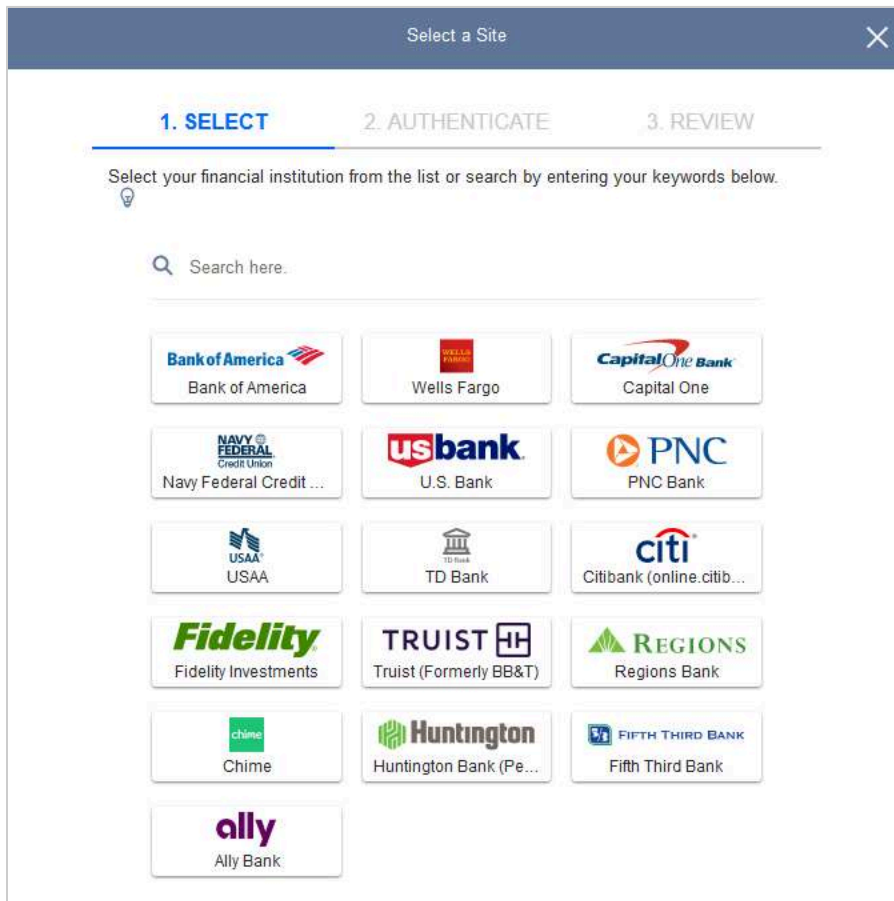 Select a Site
1. SELECT 2. AUTHENTICATE 3. REVIEW
Select your financial institution from the list or search by entering your keywords below.
Search here.
Bank of America
Bank of America
WELLS FARGO
Wells Fargo
Capital One Bank
Capital One
NAVY FEDERAL Credit Union
Navy Federal Credit ...
usbank
U.S. Bank
PNC
PNC Bank
USAA
USAA
TD Bank
TD Bank
citi
Citibank (online.citib...
Fidelity
Fidelity Investments
TRUIST
Truist (Formerly BB&T)
REGIONS
Regions Bank
chime
Chime
Huntington
Huntington Bank (Pe...
FIFTH THIRD BANK
Fifth Third Bank
ally
Ally Bank